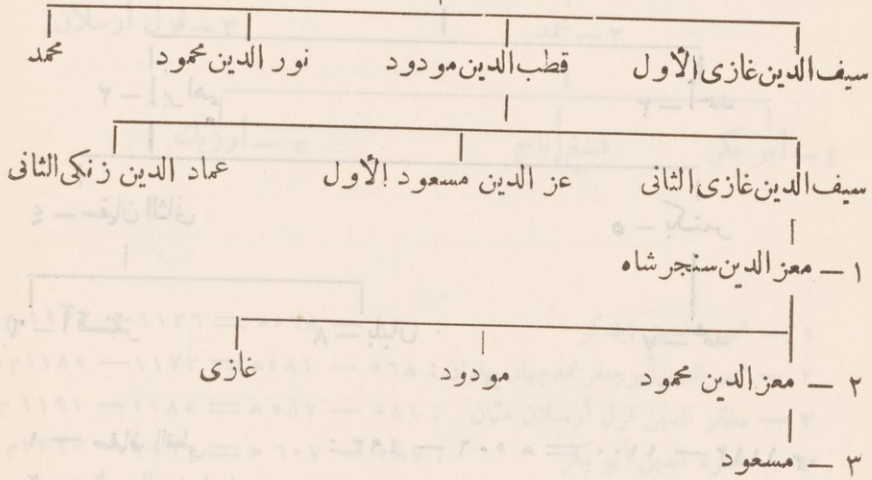 سيف الدين غازى الأول قطب الدين مودود نور الدين محمود محمد
سيف الدين غازى الثانى عز الدين مسعود الأول عماد الدين زنكى الثانى
١ — معز الدين سنجر شاه
٢ — معز الدين محمود مودود غازى
٣ — مسعود